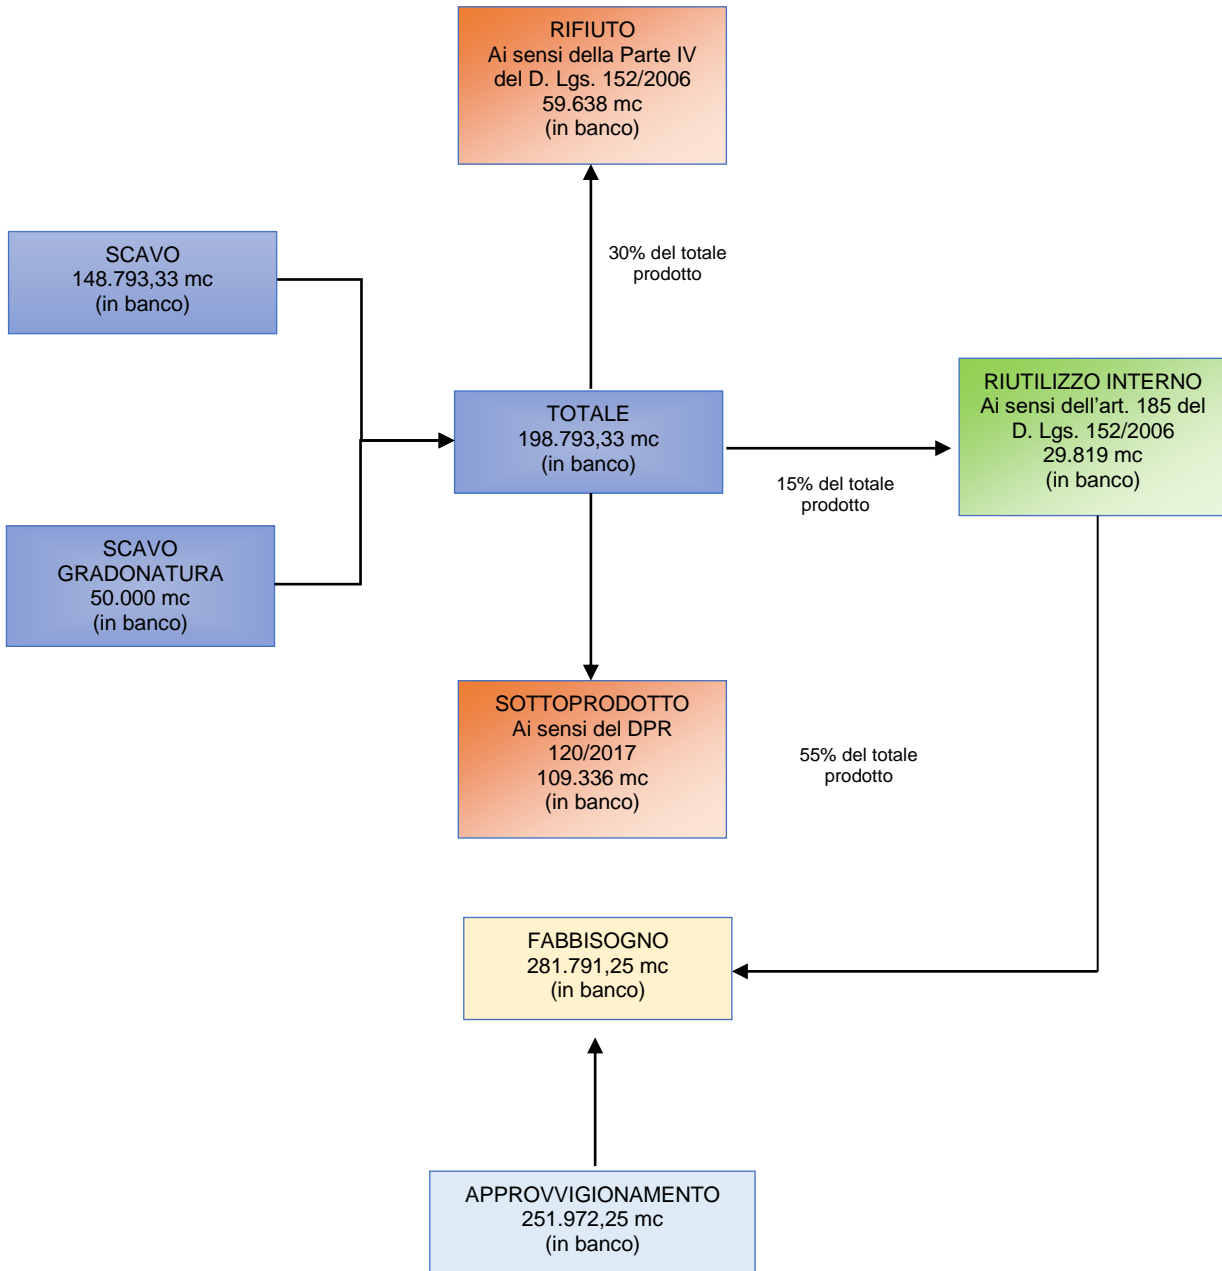 RIFIUTO
Ai sensi della Parte IV
del D. Lgs. 152/2006
59.638 mc
(in banco)
SCAVO
148.793,33 mc
(in banco)
30% del totale
prodotto
TOTALE
198.793,33 mc
(in banco)
RIUTILIZZO INTERNO
Ai sensi dell’art. 185 del
D. Lgs. 152/2006
29.819 mc
(in banco)
15% del totale
prodotto
SCAVO
GRADONATURA
50.000 mc
(in banco)
SOTTOPRODOTTO
Ai sensi del DPR
120/2017
109.336 mc
(in banco)
55% del totale
prodotto
FABBISOGNO
281.791,25 mc
(in banco)
APPROVVIGIONAMENTO
251.972,25 mc
(in banco)